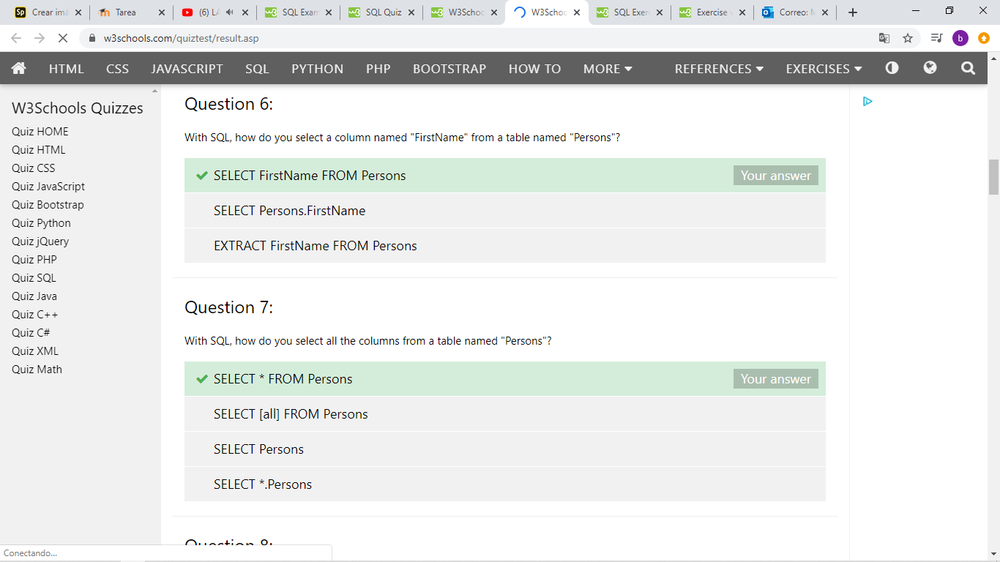 Crear imá
Tarea
(6) LA
SQL Exam
SQL Quiz
W3Schoo
W3Schoo
SQL Exer
Exercise v
Correo: M
w3schools.com/quiztest/result.asp
b
HTML CSS JAVASCRIPT SQL PYTHON PHP BOOTSTRAP HOW TO MORE REFERENCES EXERCISES
W3Schools Quizzes
Quiz HOME
Quiz HTML
Quiz CSS
Quiz JavaScript
Quiz Bootstrap
Quiz Python
Quiz jQuery
Quiz PHP
Quiz SQL
Quiz Java
Quiz C++
Quiz C#
Quiz XML
Quiz Math
Question 6:
With SQL, how do you select a column named "FirstName" from a table named "Persons"?
SELECT FirstName FROM Persons Your answer
SELECT Persons.FirstName
EXTRACT FirstName FROM Persons
Question 7:
With SQL, how do you select all the columns from a table named "Persons"?
SELECT * FROM Persons Your answer
SELECT [all] FROM Persons
SELECT Persons
SELECT *.Persons
Question 8:
Conectando...